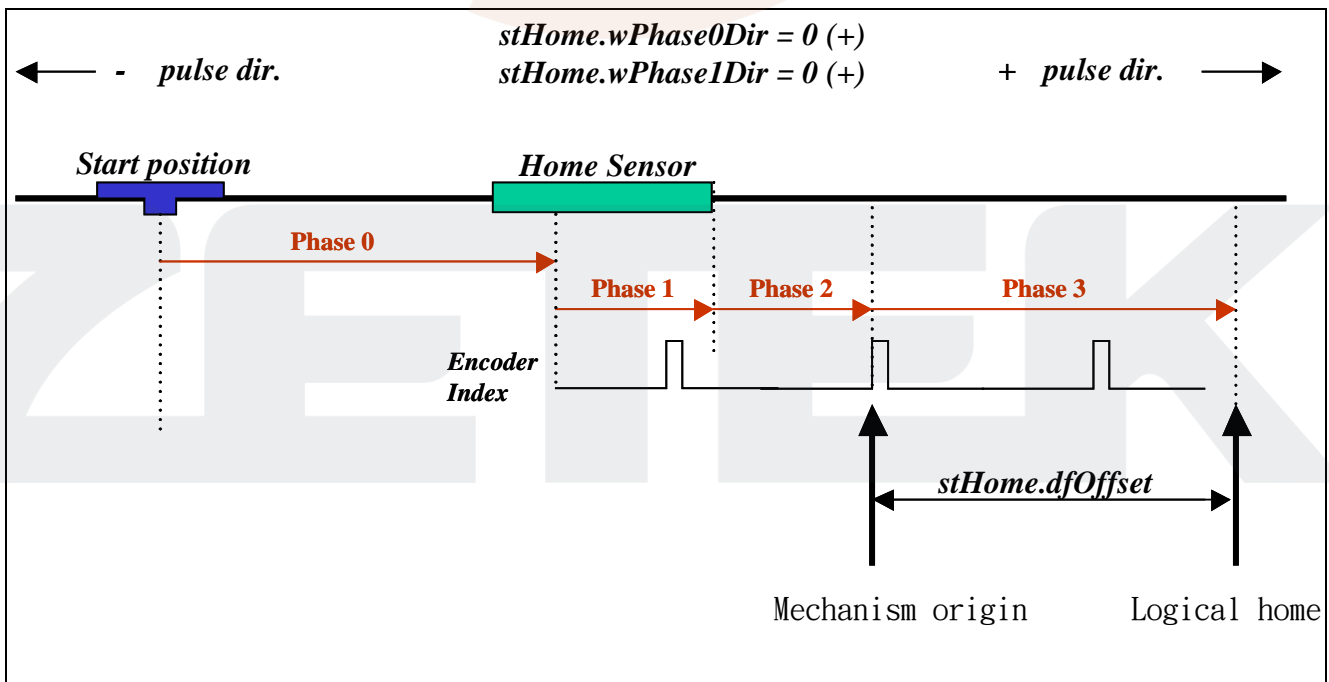 stHome.wPhase0Dir = 0 (+)
- pulse dir.
stHome.wPhase1Dir = 0 (+)
+ pulse dir.
Start position
Home Sensor
Phase 0
Phase 1
Phase 2
Phase 3
Encoder
Index
stHome.dfOffset
Mechanism origin
Logical home
ZETEK